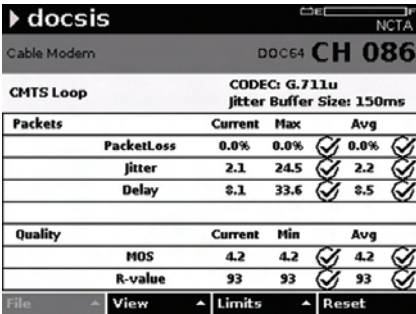 docsis
E F
NCTA
Cable Modem DOC64 CH 086
CMTS Loop
CODEC: G.711u
Jitter Buffer Size: 150ms
Packets Current Max Avg
PacketLoss 0.0% 0.0% 0.0%
Jitter 2.1 24.5 2.2
Delay 8.1 33.6 8.5
Quality Current Min Avg
MOS 4.2 4.2 4.2
R-value 93 93 93
File View Limits Reset